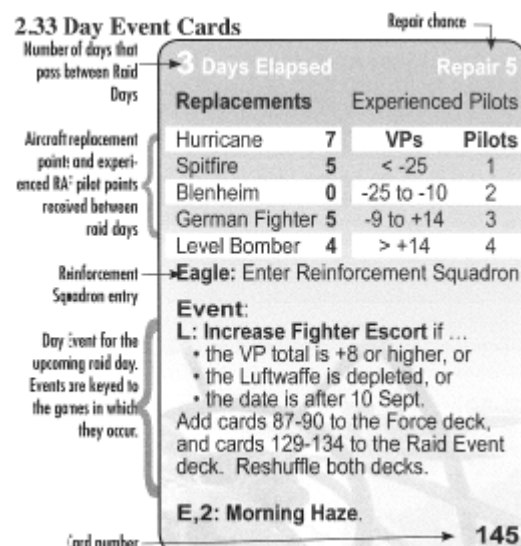 2.33 Day Event Cards
Repair chance
Number of days that
pass between Raid
Days
3 Days Elapsed Repair 5
Replacements Experienced Pilots
Aircraft replacement
points and experi-
enced RAF pilot points
received between
raid days
Hurricane 7 VPs Pilots
Spitfire 5 < -25 1
Blenheim 0 -25 to -10 2
German Fighter 5 -9 to +14 3
Level Bomber 4 > +14 4
Reinforcement
Squadron entry
Eagle: Enter Reinforcement Squadron
Day Event for the
upcoming raid day.
Events are keyed to
the games in which
they occur.
Event:
L: Increase Fighter Escort if ...
• the VP total is +8 or higher, or
• the Luftwaffe is depleted, or
• the date is after 10 Sept.
Add cards 87-90 to the Force deck,
and cards 129-134 to the Raid Event
deck. Reshuffle both decks.
E,2: Morning Haze.
Card number
145